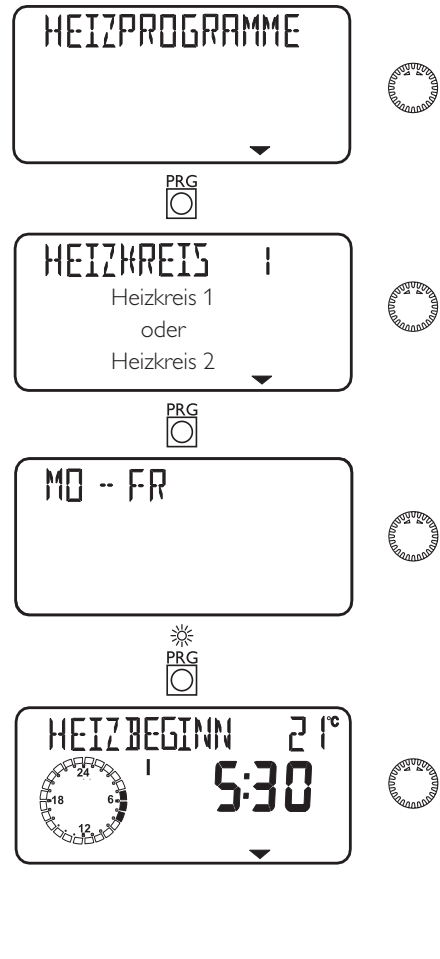 HEIZPROGRAMME
PRG
HEIZKREIS 1
Heizkreis 1
oder
Heizkreis 2
PRG
MO - FR
PRG
HEIZBEGINN 21°C
24
I
5:30
18
6
12